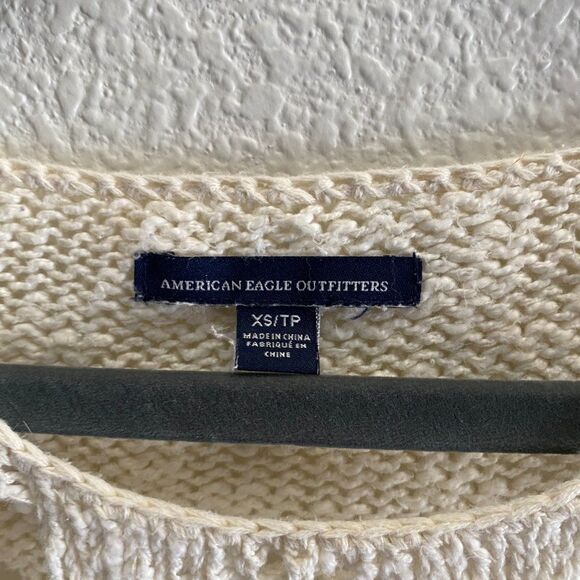 AMERICAN EAGLE OUTFITTERS
XS/TP
MADE IN CHINA
FABRIQUÉ EN
CHINE